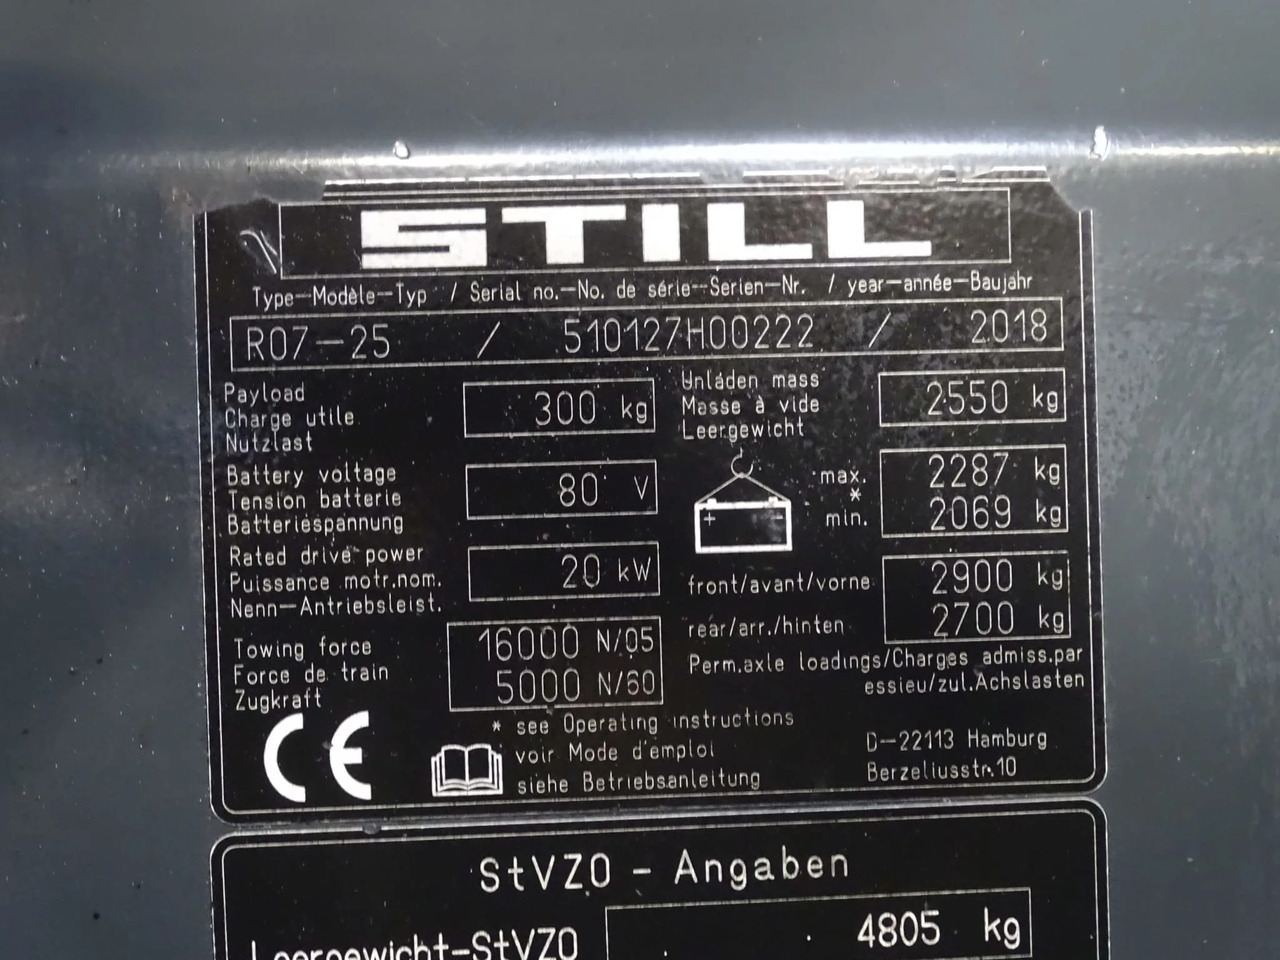 STILL
Type-Modèle-Typ / Serial no.-No. de série-Serien-Nr. / year-année-Baujahr
R07-25 / 510127H00222 / 2018
Payload
Charge utile
Nutzlast
300 kg
Unladen mass
Masse à vide
Leergewicht
2550 kg
Battery voltage
Tension batterie
Batteriespannung
80 V
max. 2287 kg
*
min. 2069 kg
+ -
Rated drive power
Puissance motr.nom.
Nenn-Antriebsleist.
20 kW
front/avant/vorne 2900 kg
rear/arr./hinten 2700 kg
Perm.axle loadings/Charges admiss.par
essieu/zul.Achslasten
Towing force
Force de train
Zugkraft
16000 N/05
5000 N/60
CE
* see Operating instructions
voir Mode d'emploi
siehe Betriebsanleitung
D-22113 Hamburg
Berzeliusstr.10
StVZO - Angaben
Leergewicht-StVZO 4805 kg